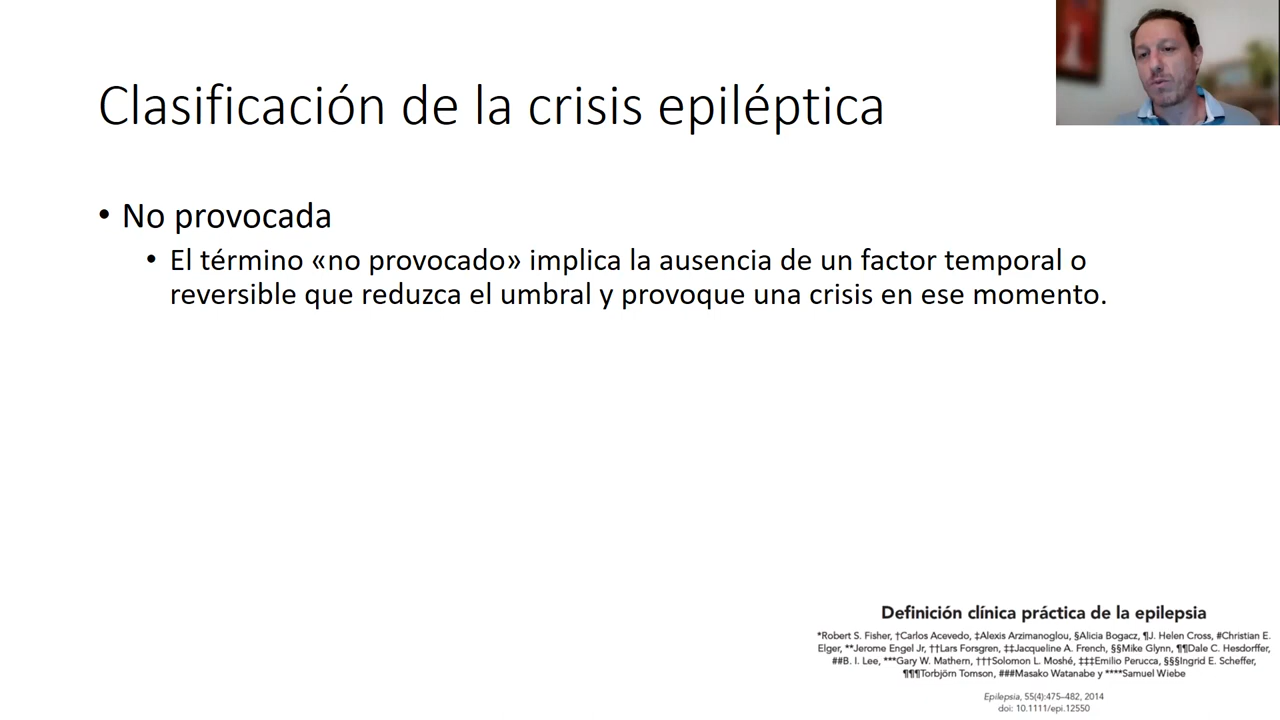 Clasificación de la crisis epiléptica
• No provocada
• El término «no provocado» implica la ausencia de un factor temporal o
reversible que reduzca el umbral y provoque una crisis en ese momento.
Definición clínica práctica de la epilepsia
*Robert S. Fisher, †Carlos Acevedo, ‡Alexis Arzimanoglou, §Alicia Bogacz, ¶J. Helen Cross, #Christian E.
Elger, **Jerome Engel Jr, ††Lars Forsgren, ‡‡Jacqueline A. French, §§Mike Glynn, ¶¶Dale C. Hesdorffer,
##B. I. Lee, ***Gary W. Mathern, †††Solomon L. Moshé, ‡‡‡Emilio Perucca, §§§Ingrid E. Scheffer,
¶¶¶Torbjörn Tomson, ###Masako Watanabe y ****Samuel Wiebe
Epilepsia, 55(4):475–482, 2014
doi: 10.1111/epi.12550